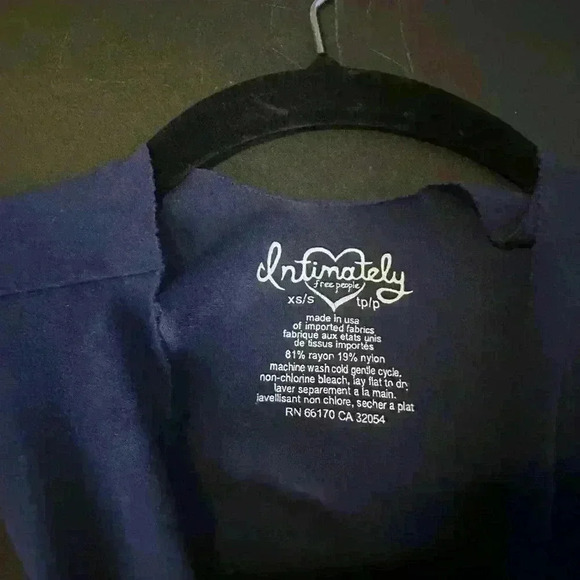 Intimately
free people
xs/s tp/p
made in usa
of imported fabrics
fabrique aux etats unis
de tissus importés
81% rayon 19% nylon
machine wash cold gentle cycle,
non-chlorine bleach, lay flat to dry
laver separement a la main,
javellisant non chlore, secher a plat
RN 66170 CA 32054